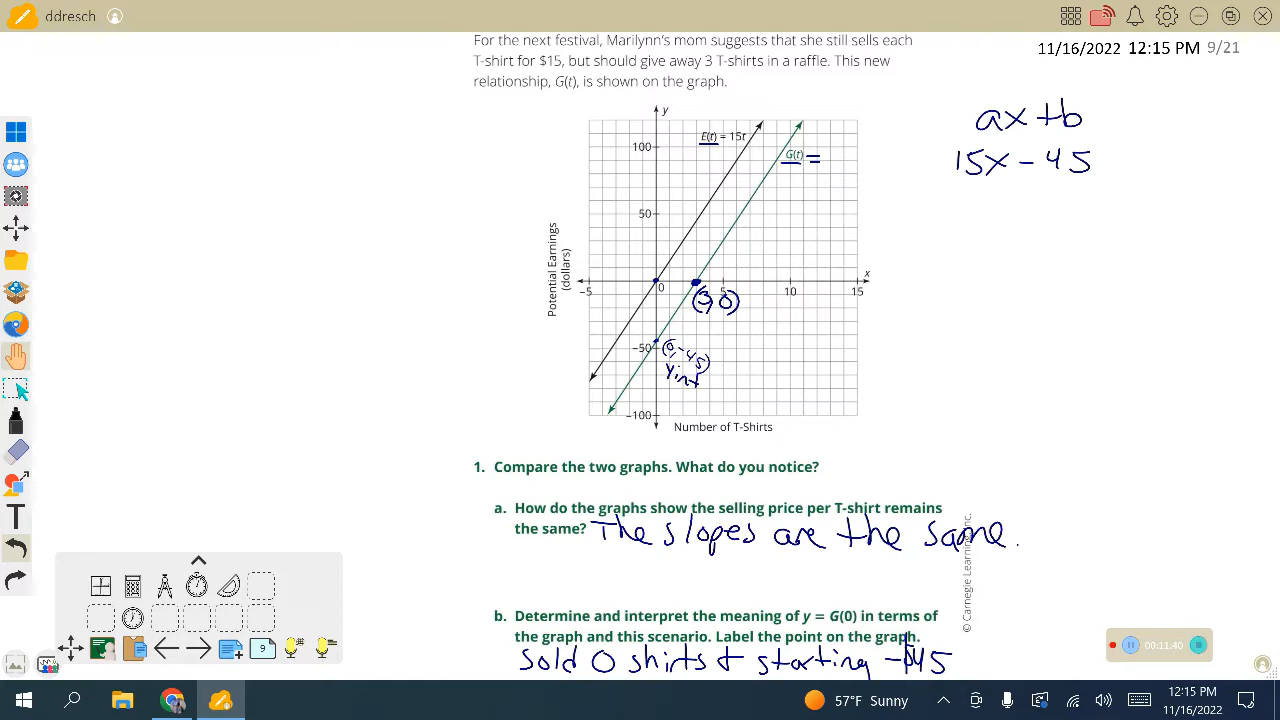 ddresch
11/16/2022 12:15 PM 9/21
For the next festival, Marilynn's mom suggests that she still sells each
T-shirt for $15, but should give away 3 T-shirts in a raffle. This new
relationship, G(t), is shown on the graph.
ax+b
15x-45
y
E(t) = 15t
G(t) =
100
50
Potential Earnings
(dollars)
x
-5
0
5
10
15
(3,0)
-50
(0,-45)
Yint
-100
Number of T-Shirts
1. Compare the two graphs. What do you notice?
a. How do the graphs show the selling price per T-shirt remains
the same? The slopes are the same.
© Carnegie Learning, Inc.
b. Determine and interpret the meaning of y = G(0) in terms of
the graph and this scenario. Label the point on the graph.
Sold 0 shirts & starting -$45
T
9
00:11:40
57°F Sunny
12:15 PM
11/16/2022